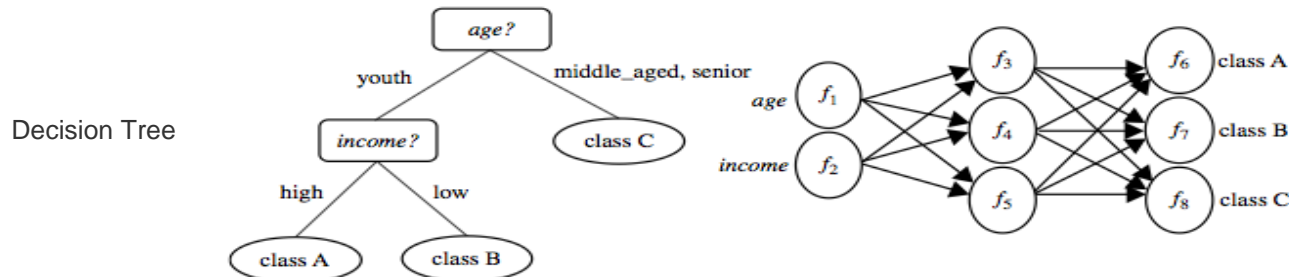 Decision Tree
age?
youth
middle_aged, senior
income?
class C
high
low
class A
class B
age
income
f1
f2
f3
f4
f5
f6
f7
f8
class A
class B
class C